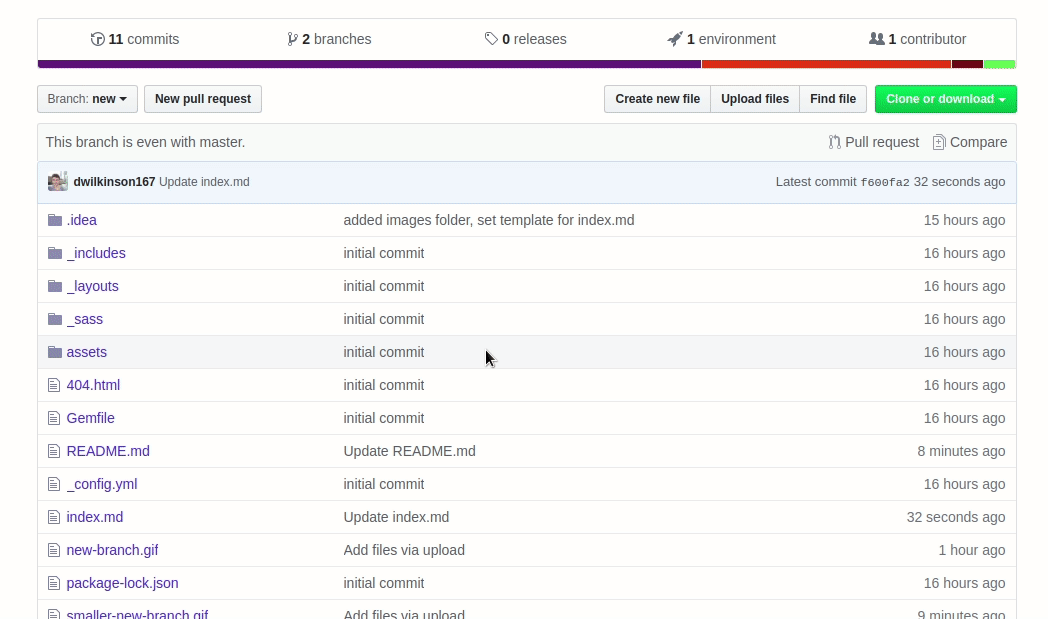 11 commits 2 branches 0 releases 1 environment 1 contributor
Branch: new New pull request Create new file Upload files Find file Clone or download
This branch is even with master. Pull request Compare
dwilkinson167 Update index.md Latest commit f600fa2 32 seconds ago
.idea added images folder, set template for index.md 15 hours ago
_includes initial commit 16 hours ago
_layouts initial commit 16 hours ago
_sass initial commit 16 hours ago
assets initial commit 16 hours ago
404.html initial commit 16 hours ago
Gemfile initial commit 16 hours ago
README.md Update README.md 8 minutes ago
_config.yml initial commit 16 hours ago
index.md Update index.md 32 seconds ago
new-branch.gif Add files via upload 1 hour ago
package-lock.json initial commit 16 hours ago
smaller-new-branch.gif Add files via upload 9 minutes ago